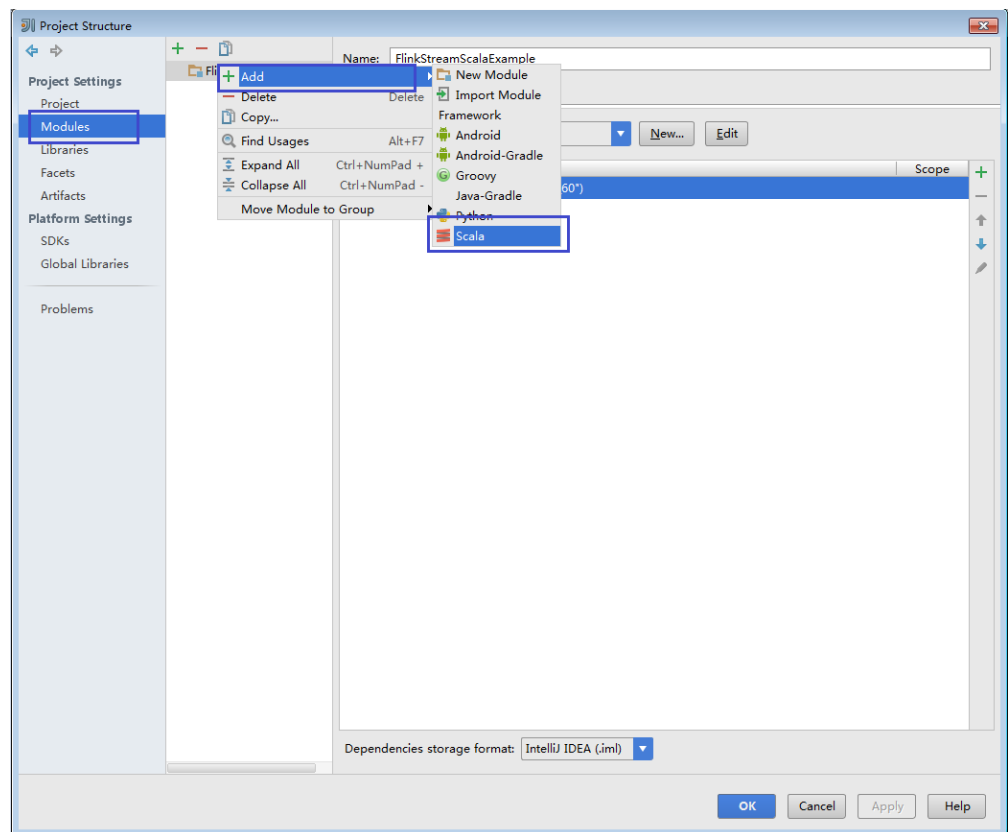 Project Structure
Project Settings
Project
Modules
Libraries
Facets
Artifacts
Platform Settings
SDKs
Global Libraries
Problems
Fli
Add
Delete Delete
Copy...
Find Usages Alt+F7
Expand All Ctrl+NumPad +
Collapse All Ctrl+NumPad -
Move Module to Group
New Module
Import Module
Framework
Android
Android-Gradle
Groovy
Java-Gradle
Python
Scala
Name: FlinkStreamScalaExample
New... Edit
Scope
60")
Dependencies storage format: IntelliJ IDEA (.iml)
OK Cancel Apply Help